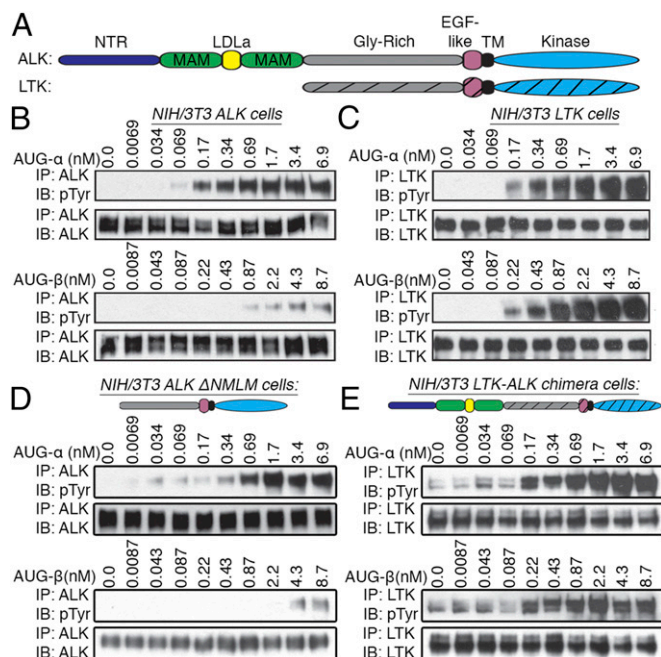 A
NTR LDLa Gly-Rich EGF-like TM Kinase
ALK: MAM MAM
LTK:
B NIH/3T3 ALK cells
AUG-α (nM) 0.0 0.0069 0.034 0.069 0.17 0.34 0.69 1.7 3.4 6.9
IP: ALK
IB: pTyr
IP: ALK
IB: ALK
AUG-β(nM) 0.0 0.0087 0.043 0.087 0.22 0.43 0.87 2.2 4.3 8.7
IP: ALK
IB: pTyr
IP: ALK
IB: ALK
C NIH/3T3 LTK cells
AUG-α (nM) 0.0 0.034 0.069 0.17 0.34 0.69 1.7 3.4 6.9
IP: LTK
IB: pTyr
IP: LTK
IB: LTK
AUG-β(nM) 0.0 0.043 0.087 0.22 0.43 0.87 2.2 4.3 8.7
IP: LTK
IB: pTyr
IP: LTK
IB: LTK
D NIH/3T3 ALK ΔNMLM cells:
AUG-α (nM) 0.0 0.0069 0.034 0.069 0.17 0.34 0.69 1.7 3.4 6.9
IP: ALK
IB: pTyr
IP: ALK
IB: ALK
AUG-β(nM) 0.0 0.0087 0.043 0.087 0.22 0.43 0.87 2.2 4.3 8.7
IP: ALK
IB: pTyr
IP: ALK
IB: ALK
E NIH/3T3 LTK-ALK chimera cells:
AUG-α (nM) 0.0 0.0069 0.034 0.069 0.17 0.34 0.69 1.7 3.4 6.9
IP: LTK
IB: pTyr
IP: LTK
IB: LTK
AUG-β(nM) 0.0 0.0087 0.043 0.087 0.22 0.43 0.87 2.2 4.3 8.7
IP: LTK
IB: pTyr
IP: LTK
IB: LTK